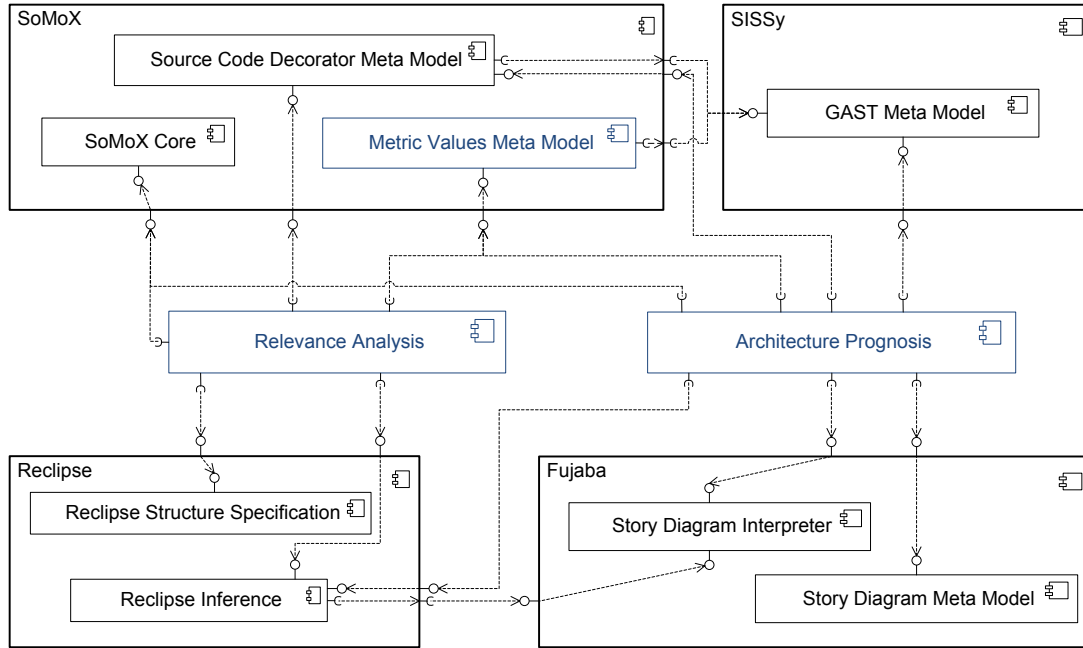 SoMoX
SISSy
Source Code Decorator Meta Model
GAST Meta Model
SoMoX Core
Metric Values Meta Model
Relevance Analysis
Architecture Prognosis
Reclipse
Fujaba
Reclipse Structure Specification
Story Diagram Interpreter
Reclipse Inference
Story Diagram Meta Model